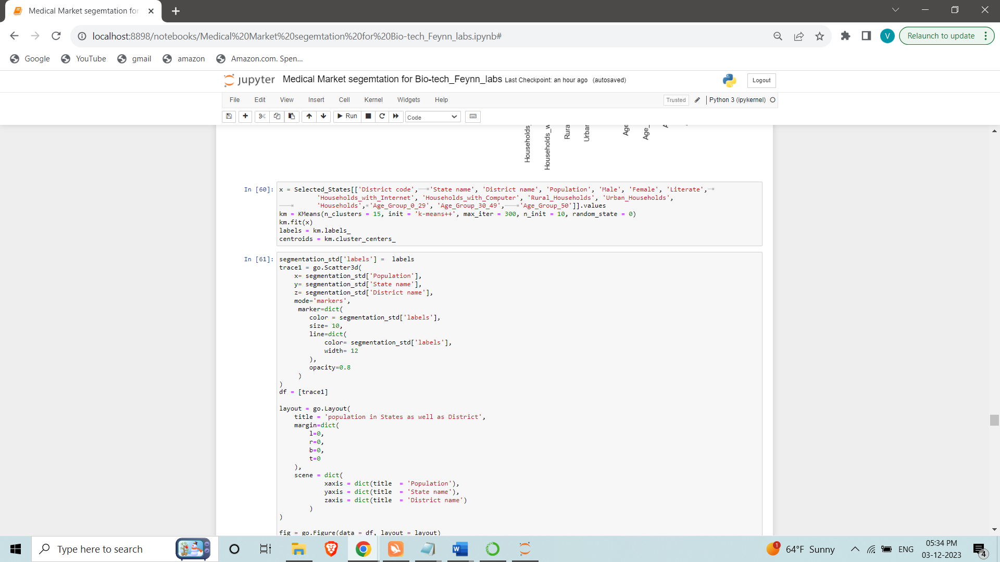 Medical Market segemtation for
localhost:8898/notebooks/Medical%20Market%20segemtation%20for%20Bio-tech_Feynn_labs.ipynb#
V
Relaunch to update
Google
YouTube
gmail
amazon
Amazon.com. Spen...
jupyter
Medical Market segemtation for Bio-tech_Feynn_labs Last Checkpoint: an hour ago (autosaved)
Logout
File Edit View Insert Cell Kernel Widgets Help
Trusted
Python 3 (ipykernel)
Run
Code
Households_
Households_w
Rura
Urbar
Age
Age_
In [60]:
x = Selected_States[['District code', 'State name', 'District name', 'Population', 'Male', 'Female', 'Literate',
'Households_with_Internet', 'Households_with_Computer', 'Rural_Households', 'Urban_Households',
'Households', 'Age_Group_0_29', 'Age_Group_30_49', 'Age_Group_50']].values
km = KMeans(n_clusters = 15, init = 'k-means++', max_iter = 300, n_init = 10, random_state = 0)
km.fit(x)
labels = km.labels_
centroids = km.cluster_centers_
In [61]:
segmentation_std['labels'] =  labels
trace1 = go.Scatter3d(
    x= segmentation_std['Population'],
    y= segmentation_std['State name'],
    z= segmentation_std['District name'],
    mode='markers',
     marker=dict(
        color = segmentation_std['labels'],
        size= 10,
        line=dict(
            color= segmentation_std['labels'],
            width= 12
        ),
        opacity=0.8
     )
)
df = [trace1]
layout = go.Layout(
    title = 'population in States as well as District',
    margin=dict(
        l=0,
        r=0,
        b=0,
        t=0
    ),
    scene = dict(
            xaxis = dict(title  = 'Population'),
            yaxis = dict(title  = 'State name'),
            zaxis = dict(title  = 'District name')
        )
)
fig = go.Figure(data = df, layout = layout)
Type here to search
W
1
64°F Sunny
ENG
05:34 PM
03-12-2023
4